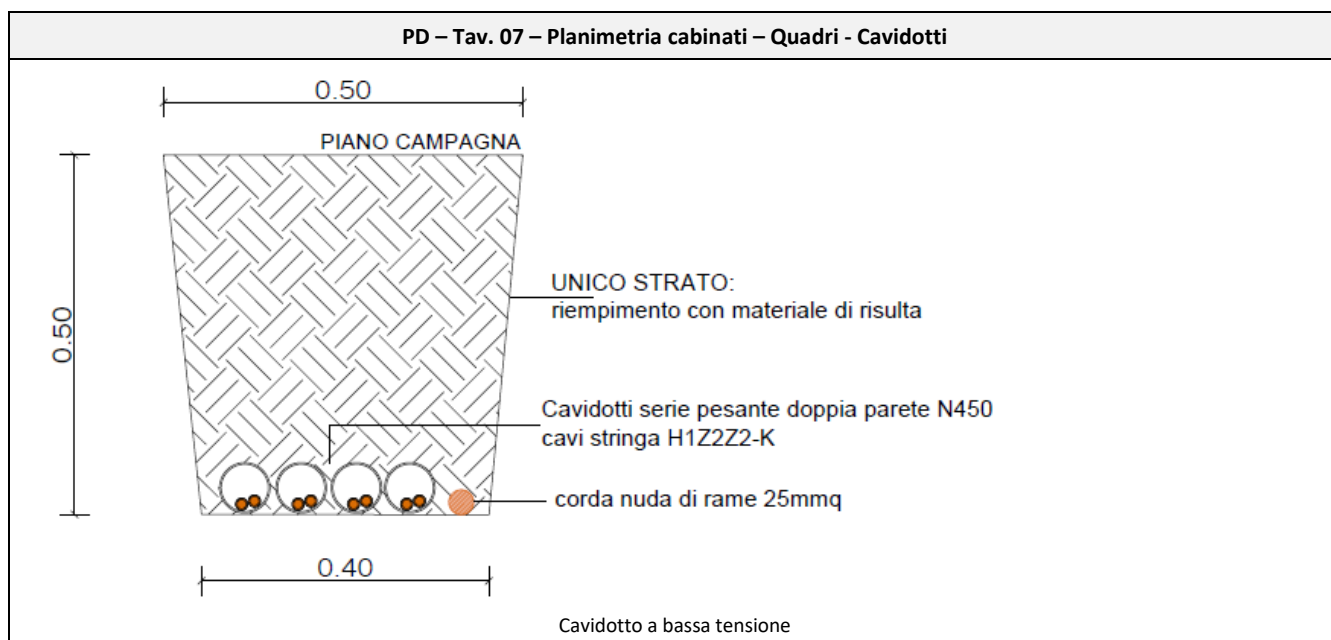 PD – Tav. 07 – Planimetria cabinati – Quadri - Cavidotti
0.50
PIANO CAMPAGNA
0.50
UNICO STRATO:
riempimento con materiale di risulta
Cavidotti serie pesante doppia parete N450
cavi stringa H1Z2Z2-K
corda nuda di rame 25mmq
0.40
Cavidotto a bassa tensione